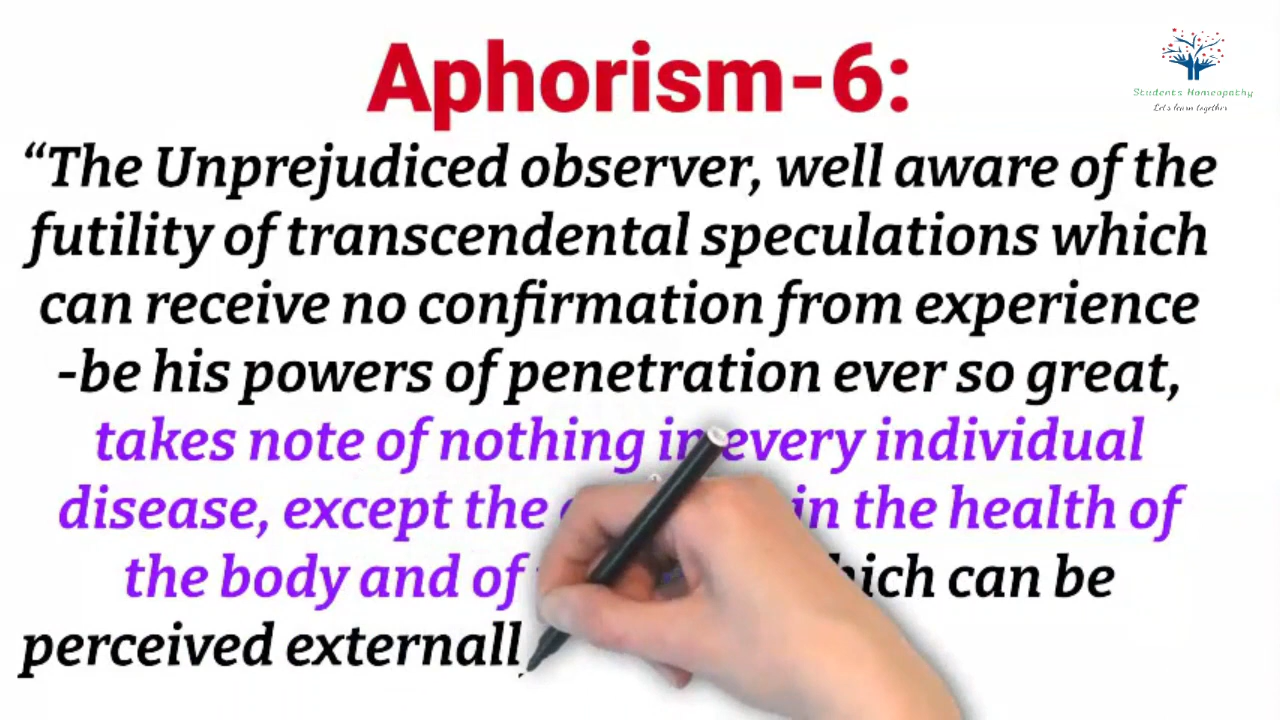 Aphorism-6:
Students Homeopathy
Let's learn together
“The Unprejudiced observer, well aware of the
futility of transcendental speculations which
can receive no confirmation from experience
-be his powers of penetration ever so great,
takes note of nothing in every individual
disease, except the in the health of
the body and of can be
perceived externall